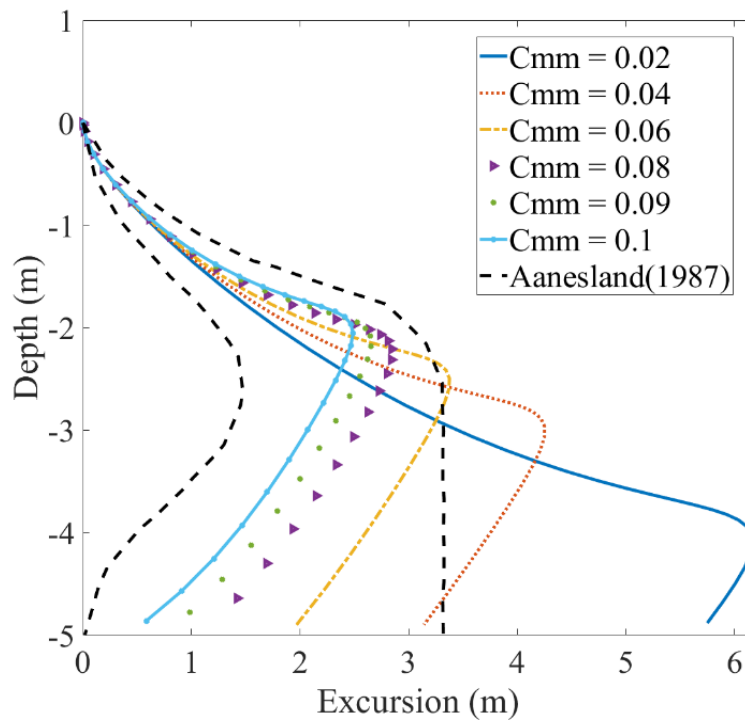 1
0
-1
-2
-3
-4
-5
Depth (m)
0
1
2
3
4
5
6
Excursion (m)
Cmm = 0.02
Cmm = 0.04
Cmm = 0.06
Cmm = 0.08
Cmm = 0.09
Cmm = 0.1
Aanesland(1987)